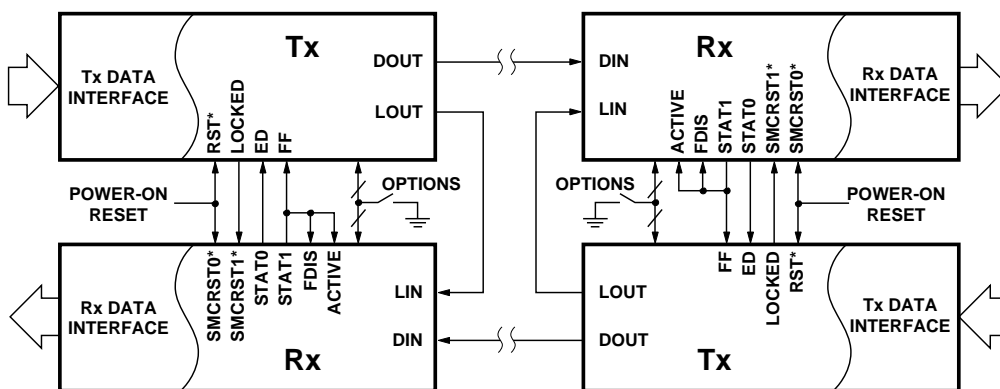 Tx
Tx DATA
INTERFACE
DOUT
LOUT
RST*
LOCKED
ED
FF
Rx
DIN
LIN
Rx DATA
INTERFACE
ACTIVE
FDIS
STAT1
STAT0
SMCRST1*
SMCRST0*
POWER-ON
RESET
OPTIONS
OPTIONS
POWER-ON
RESET
SMCRST0*
SMCRST1*
STAT0
STAT1
FDIS
ACTIVE
Rx DATA
INTERFACE
LIN
DIN
Rx
FF
ED
LOCKED
RST*
LOUT
DOUT
Tx DATA
INTERFACE
Tx